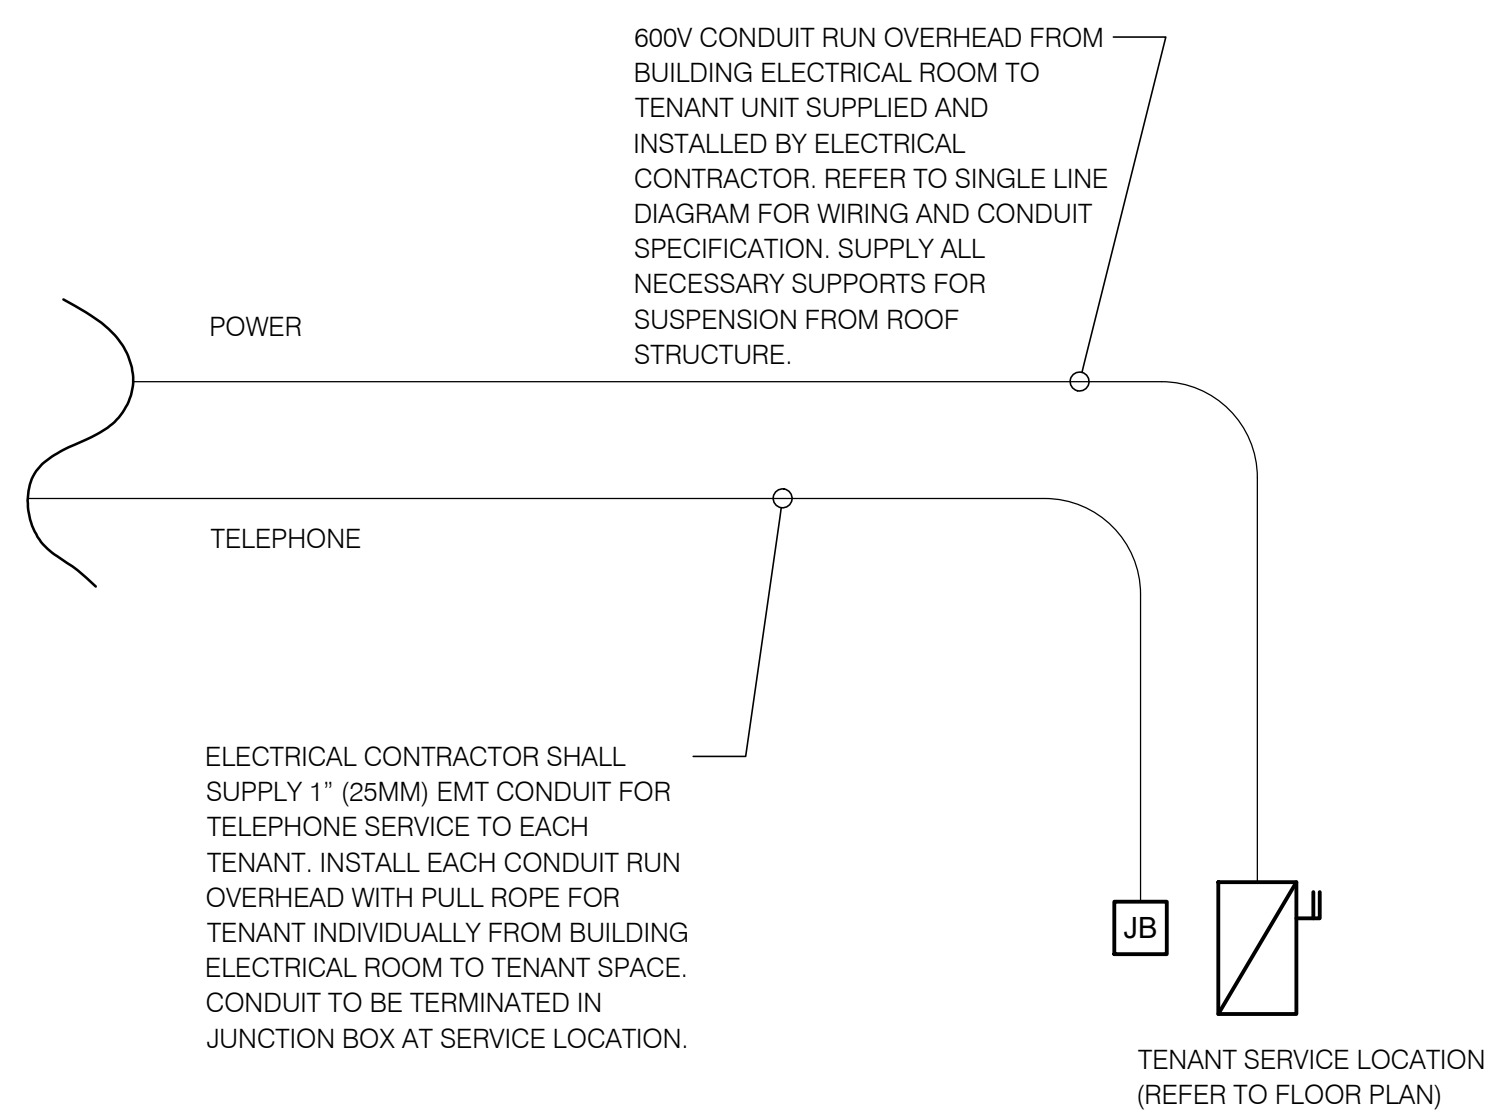 600V CONDUIT RUN OVERHEAD FROM
BUILDING ELECTRICAL ROOM TO
TENANT UNIT SUPPLIED AND
INSTALLED BY ELECTRICAL
CONTRACTOR. REFER TO SINGLE LINE
DIAGRAM FOR WIRING AND CONDUIT
SPECIFICATION. SUPPLY ALL
NECESSARY SUPPORTS FOR
SUSPENSION FROM ROOF
STRUCTURE.
POWER
TELEPHONE
ELECTRICAL CONTRACTOR SHALL
SUPPLY 1” (25MM) EMT CONDUIT FOR
TELEPHONE SERVICE TO EACH
TENANT. INSTALL EACH CONDUIT RUN
OVERHEAD WITH PULL ROPE FOR
TENANT INDIVIDUALLY FROM BUILDING
ELECTRICAL ROOM TO TENANT SPACE.
CONDUIT TO BE TERMINATED IN
JUNCTION BOX AT SERVICE LOCATION.
JB
TENANT SERVICE LOCATION
(REFER TO FLOOR PLAN)